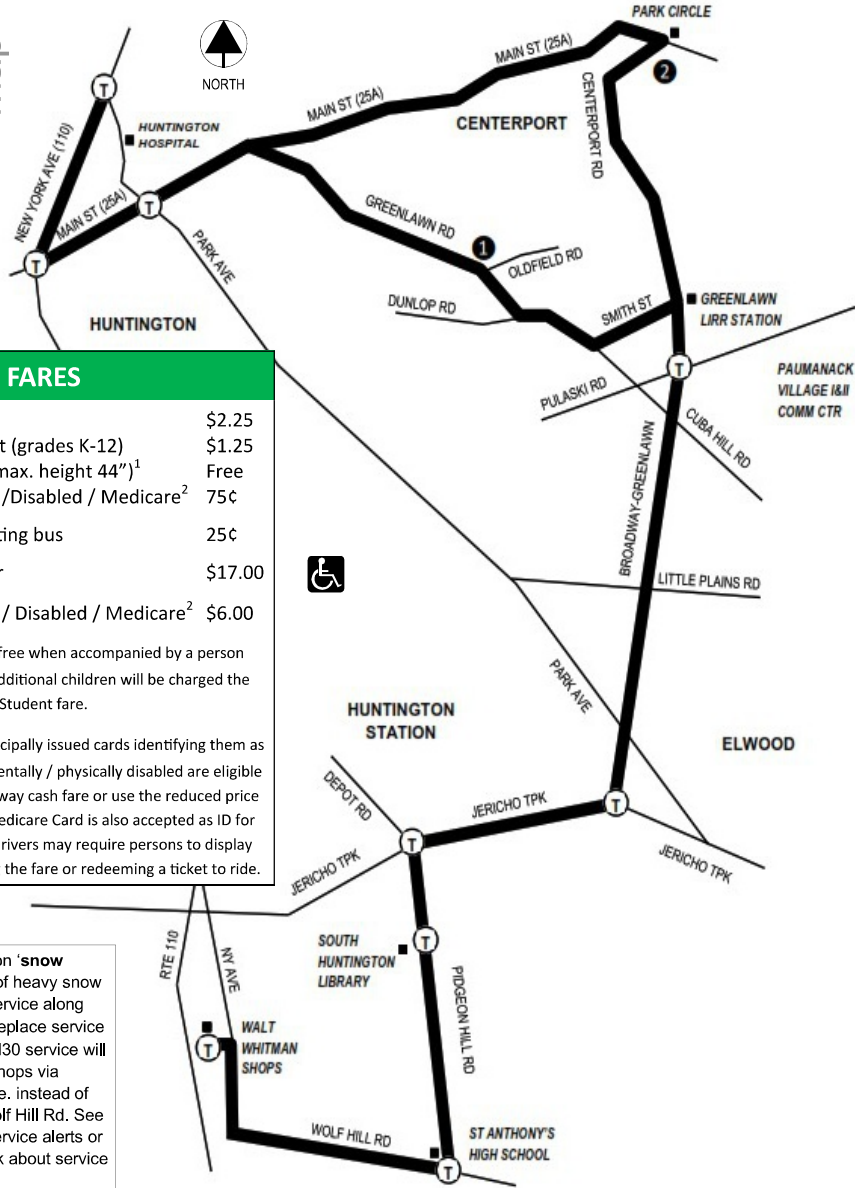 PARK CIRCLE
NORTH
MAIN ST (25A)
2
MAIN ST (25A)
CENTERPORT
CENTERPORT RD
HUNTINGTON
HOSPITAL
NEW YORK AVE (110)
T
MAIN ST (25A)
T
T
PARK AVE
GREENLAWN RD
1
OLDFIELD RD
DUNLOP RD
SMITH ST
GREENLAWN
LIRR STATION
HUNTINGTON
T
PULASKI RD
PAUMANACK
VILLAGE I&II
COMM CTR
CUBA HILL RD
BROADWAY-GREENLAWN
LITTLE PLAINS RD
FARES
$2.25
t (grades K-12) $1.25
max. height 44”)1 Free
/Disabled / Medicare2 75¢
ting bus 25¢
r $17.00
/ Disabled / Medicare2 $6.00
free when accompanied by a person
dditional children will be charged the
Student fare.
cipally issued cards identifying them as
entally / physically disabled are eligible
way cash fare or use the reduced price
edicare Card is also accepted as ID for
rivers may require persons to display
the fare or redeeming a ticket to ride.
PARK AVE
HUNTINGTON
STATION
ELWOOD
DEPOT RD
JERICHO TPK
T
T
JERICHO TPK
JERICHO TPK
RTE 110
NY AVE
SOUTH
HUNTINGTON
LIBRARY
T
PIDGEON HILL RD
WALT
WHITMAN
SHOPS
T
WOLF HILL RD
ST ANTHONY'S
HIGH SCHOOL
T
on ‘snow
of heavy snow
ervice along
eplace service
H30 service will
hops via
e. instead of
olf Hill Rd. See
ervice alerts or
k about service